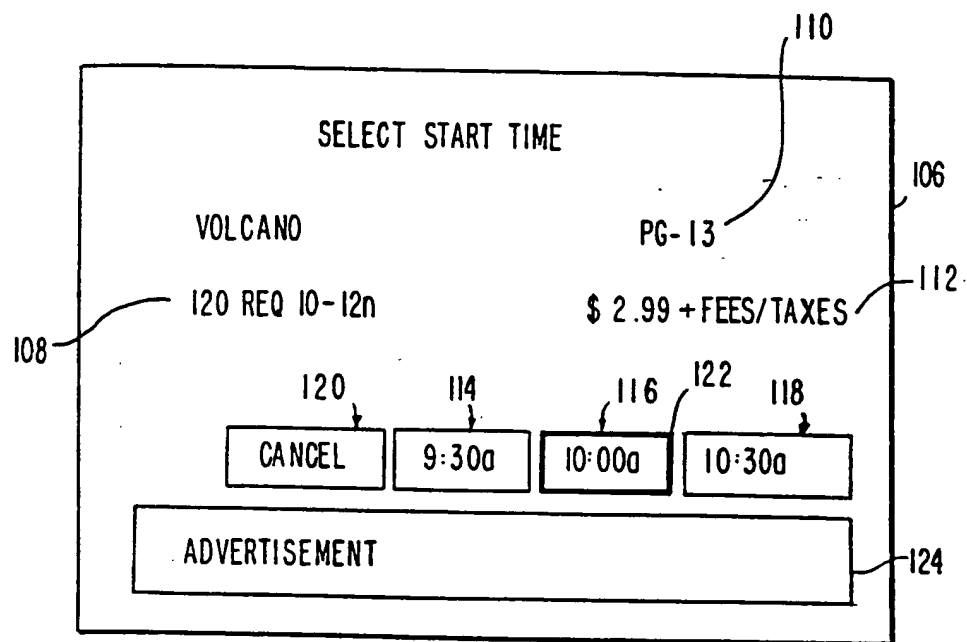 110
SELECT START TIME
106
VOLCANO PG-13
120 REQ 10-12n $ 2.99 + FEES/TAXES 112
108
120 114 116 122 118
CANCEL 9:30a 10:00a 10:30a
ADVERTISEMENT 124